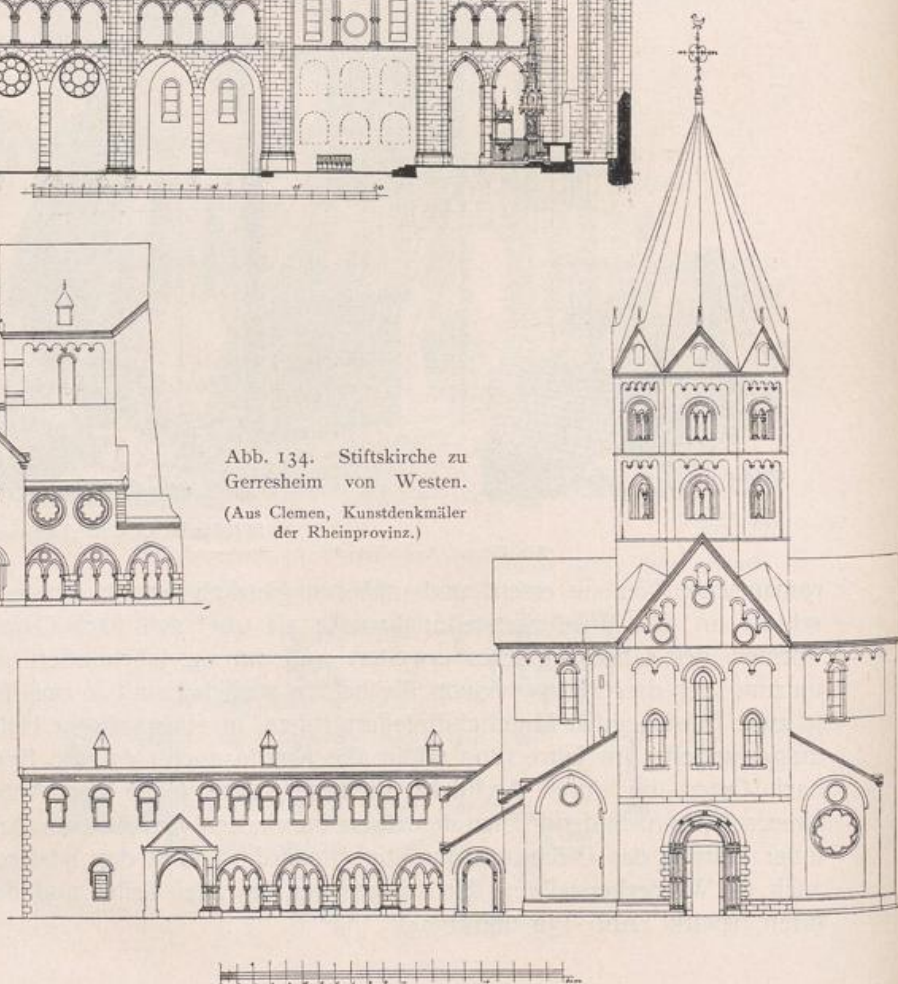 Abb. 134. Stiftskirche zu
Gerresheim von Westen.
(Aus Clemen, Kunstdenkmäler
der Rheinprovinz.)